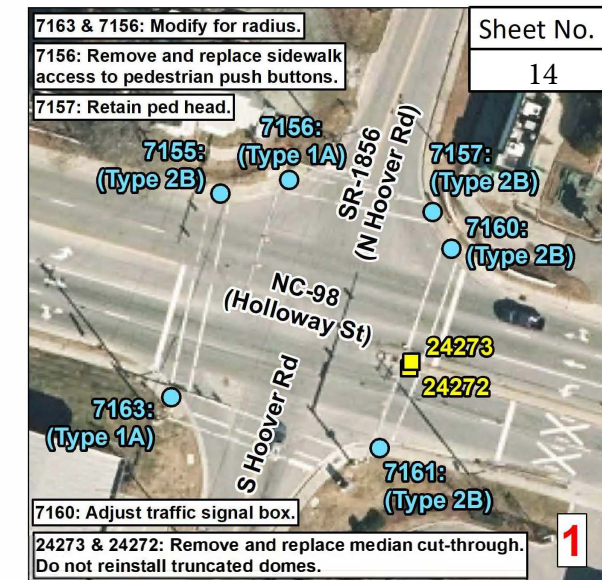 7163 & 7156: Modify for radius.
Sheet No.
14
7156: Remove and replace sidewalk
access to pedestrian push buttons.
7157: Retain ped head.
7156:
(Type 1A)
7155:
(Type 2B)
SR-1856
(N Hoover Rd)
7157:
(Type 2B)
7160:
(Type 2B)
NC-98
(Holloway St)
24273
24272
S Hoover Rd
7163:
(Type 1A)
7161:
(Type 2B)
7160: Adjust traffic signal box.
24273 & 24272: Remove and replace median cut-through.
Do not reinstall truncated domes.
1